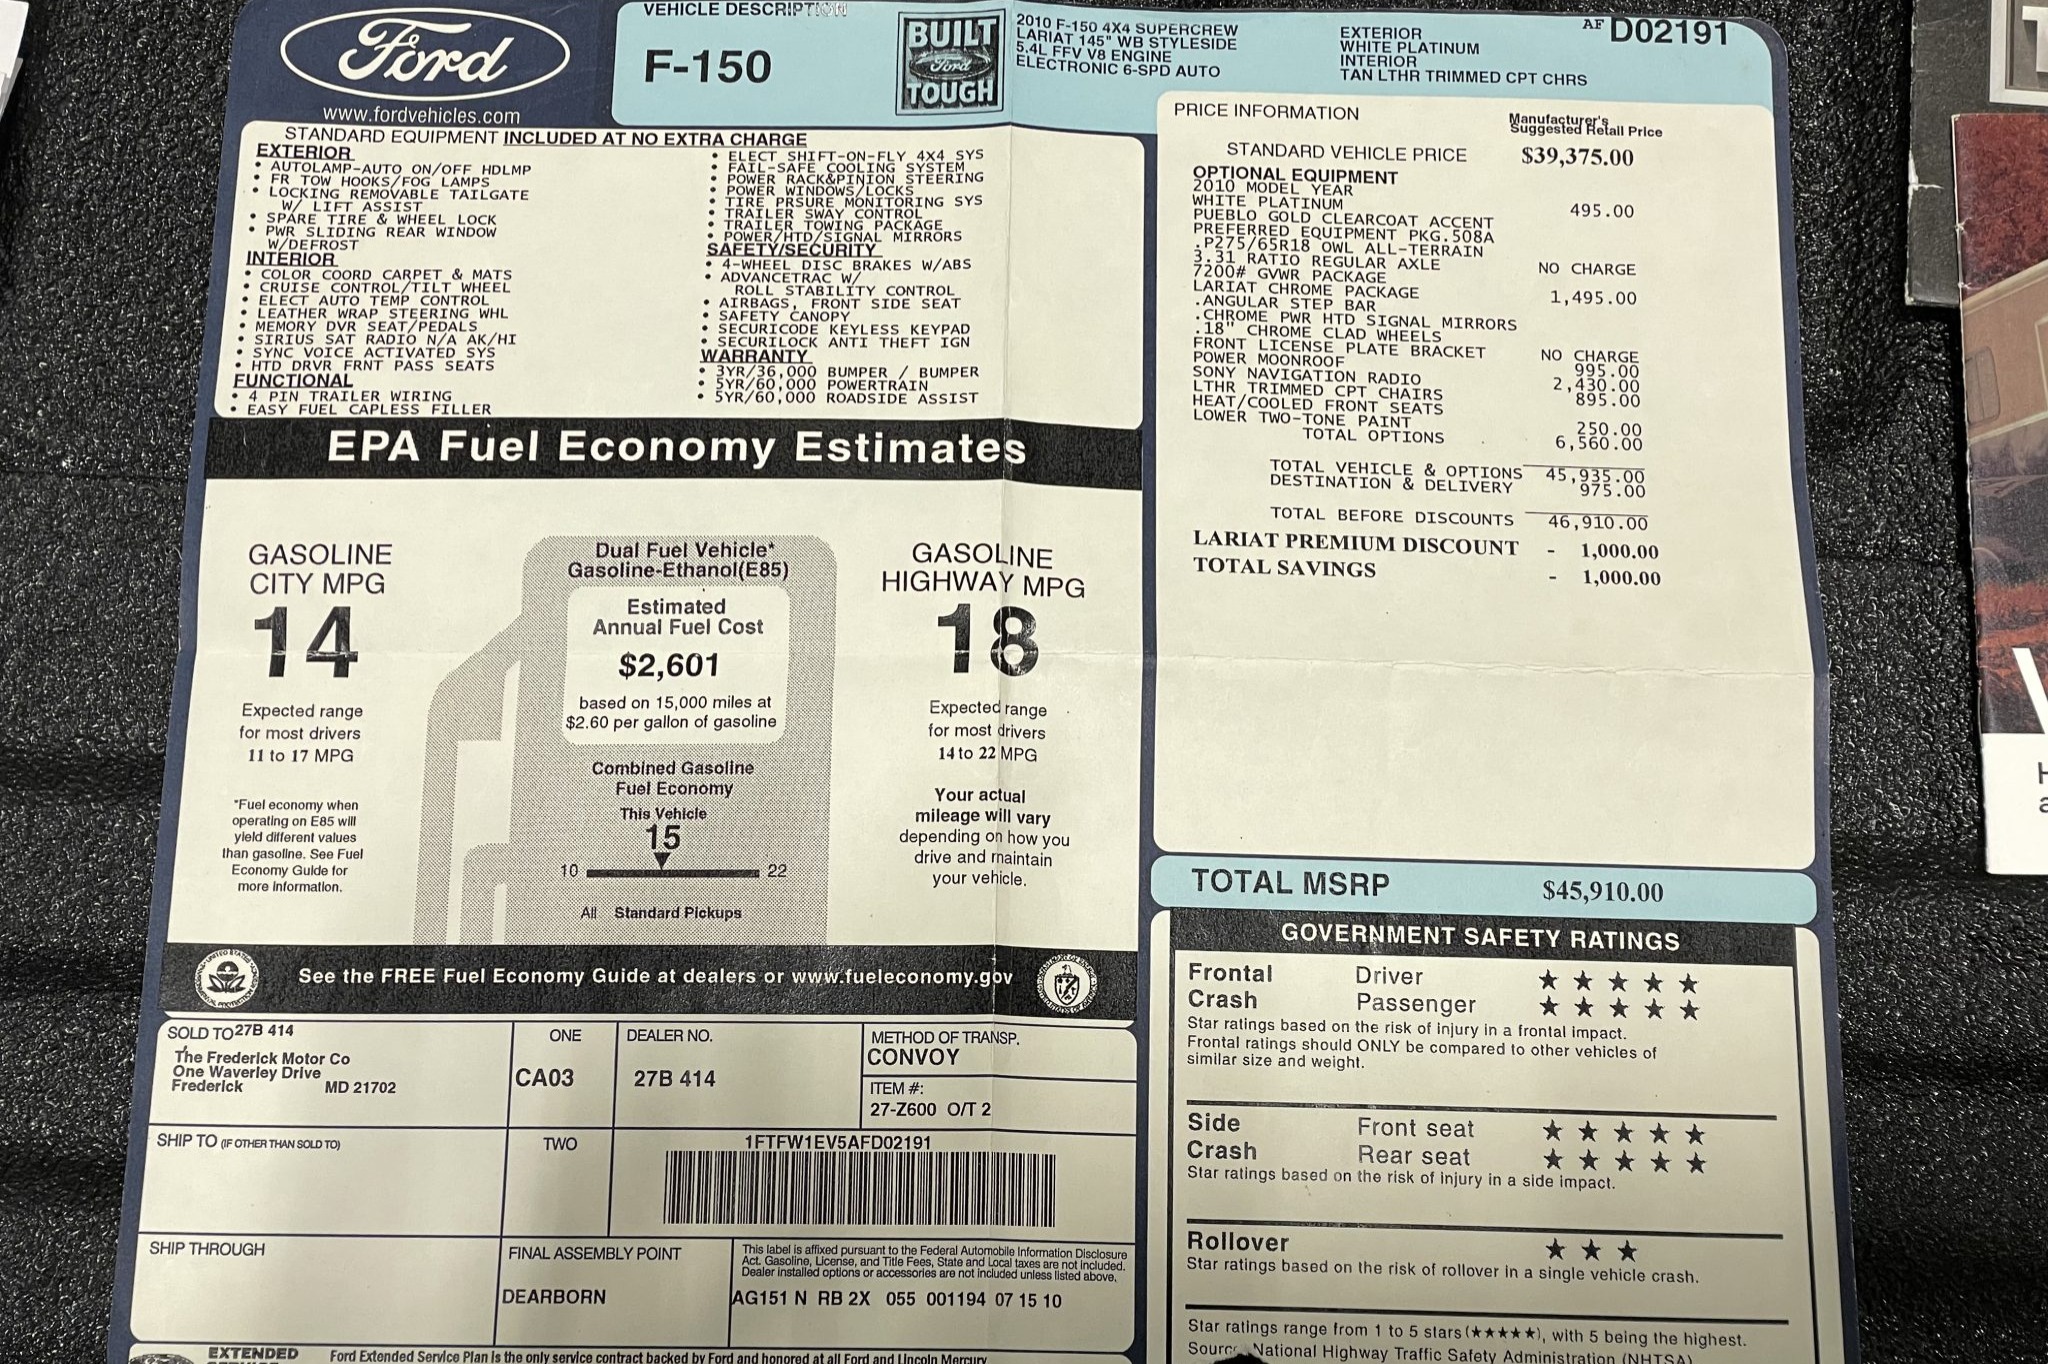 Ford
www.fordvehicles.com
VEHICLE DESCRIPTION
F-150
BUILT
Ford
TOUGH
2010 F-150 4X4 SUPERCREW
LARIAT 145" WB STYLESIDE
5.4L FFV V8 ENGINE
ELECTRONIC 6-SPD AUTO
EXTERIOR
WHITE PLATINUM
INTERIOR
TAN LTHR TRIMMED CPT CHRS
AF D02191
STANDARD EQUIPMENT INCLUDED AT NO EXTRA CHARGE
EXTERIOR
• AUTOLAMP-AUTO ON/OFF HDLMP
• FR TOW HOOKS/FOG LAMPS
• LOCKING REMOVABLE TAILGATE
W/ LIFT ASSIST
• SPARE TIRE & WHEEL LOCK
• PWR SLIDING REAR WINDOW
W/DEFROST
INTERIOR
• COLOR COORD CARPET & MATS
• CRUISE CONTROL/TILT WHEEL
• ELECT AUTO TEMP CONTROL
• LEATHER WRAP STEERING WHL
• MEMORY DVR SEAT/PEDALS
• SIRIUS SAT RADIO N/A AK/HI
• SYNC VOICE ACTIVATED SYS
• HTD DRVR FRNT PASS SEATS
FUNCTIONAL
• 4 PIN TRAILER WIRING
• EASY FUEL CAPLESS FILLER
• ELECT SHIFT-ON-FLY 4X4 SYS
• FAIL-SAFE COOLING SYSTEM
• POWER RACK&PINION STEERING
• POWER WINDOWS/LOCKS
• TIRE PRSURE MONITORING SYS
• TRAILER SWAY CONTROL
• TRAILER TOWING PACKAGE
• POWER/HTD/SIGNAL MIRRORS
SAFETY/SECURITY
• 4-WHEEL DISC BRAKES W/ABS
• ADVANCETRAC W/
ROLL STABILITY CONTROL
• AIRBAGS, FRONT SIDE SEAT
• SAFETY CANOPY
• SECURICODE KEYLESS KEYPAD
• SECURILOCK ANTI THEFT IGN
WARRANTY
• 3YR/36,000 BUMPER / BUMPER
• 5YR/60,000 POWERTRAIN
• 5YR/60,000 ROADSIDE ASSIST
PRICE INFORMATION
Manufacturer's
Suggested Retail Price
STANDARD VEHICLE PRICE $39,375.00
OPTIONAL EQUIPMENT
2010 MODEL YEAR
WHITE PLATINUM 495.00
PUEBLO GOLD CLEARCOAT ACCENT
PREFERRED EQUIPMENT PKG.508A
.P275/65R18 OWL ALL-TERRAIN
3.31 RATIO REGULAR AXLE NO CHARGE
7200# GVWR PACKAGE
LARIAT CHROME PACKAGE 1,495.00
.ANGULAR STEP BAR
.CHROME PWR HTD SIGNAL MIRRORS
.18" CHROME CLAD WHEELS
FRONT LICENSE PLATE BRACKET NO CHARGE
POWER MOONROOF 995.00
SONY NAVIGATION RADIO 2,430.00
LTHR TRIMMED CPT CHAIRS 895.00
HEAT/COOLED FRONT SEATS
LOWER TWO-TONE PAINT 250.00
TOTAL OPTIONS 6,560.00
TOTAL VEHICLE & OPTIONS 45,935.00
DESTINATION & DELIVERY 975.00
TOTAL BEFORE DISCOUNTS 46,910.00
LARIAT PREMIUM DISCOUNT - 1,000.00
TOTAL SAVINGS - 1,000.00
TOTAL MSRP $45,910.00
EPA Fuel Economy Estimates
GASOLINE
CITY MPG
14
Expected range
for most drivers
11 to 17 MPG
*Fuel economy when
operating on E85 will
yield different values
than gasoline. See Fuel
Economy Guide for
more information.
Dual Fuel Vehicle*
Gasoline-Ethanol(E85)
Estimated
Annual Fuel Cost
$2,601
based on 15,000 miles at
$2.60 per gallon of gasoline
Combined Gasoline
Fuel Economy
This Vehicle
15
10 22
All Standard Pickups
GASOLINE
HIGHWAY MPG
18
Expected range
for most drivers
14 to 22 MPG
Your actual
mileage will vary
depending on how you
drive and maintain
your vehicle.
See the FREE Fuel Economy Guide at dealers or www.fueleconomy.gov
GOVERNMENT SAFETY RATINGS
Frontal Driver ★ ★ ★ ★ ★
Crash Passenger ★ ★ ★ ★ ★
Star ratings based on the risk of injury in a frontal impact.
Frontal ratings should ONLY be compared to other vehicles of
similar size and weight.
Side Front seat ★ ★ ★ ★ ★
Crash Rear seat ★ ★ ★ ★ ★
Star ratings based on the risk of injury in a side impact.
Rollover ★ ★ ★
Star ratings based on the risk of rollover in a single vehicle crash.
Star ratings range from 1 to 5 stars (★★★★★), with 5 being the highest.
National Highway Traffic Safety Administration (NHTSA)
SOLD TO 27B 414
The Frederick Motor Co
One Waverley Drive
Frederick MD 21702
ONE
CA03
DEALER NO.
27B 414
METHOD OF TRANSP.
CONVOY
ITEM #:
27-Z600 O/T 2
SHIP TO (IF OTHER THAN SOLD TO)
TWO
1FTFW1EV5AFD02191
SHIP THROUGH
FINAL ASSEMBLY POINT
DEARBORN
This label is affixed pursuant to the Federal Automobile Information Disclosure
Act. Gasoline, License, and Title Fees, State and Local taxes are not included.
Dealer installed options or accessories are not included unless listed above.
AG151 N RB 2X 055 001194 07 15 10
EXTENDED
Ford Extended Service Plan is the only service contract backed by Ford and honored at all Ford and Lincoln Mercury